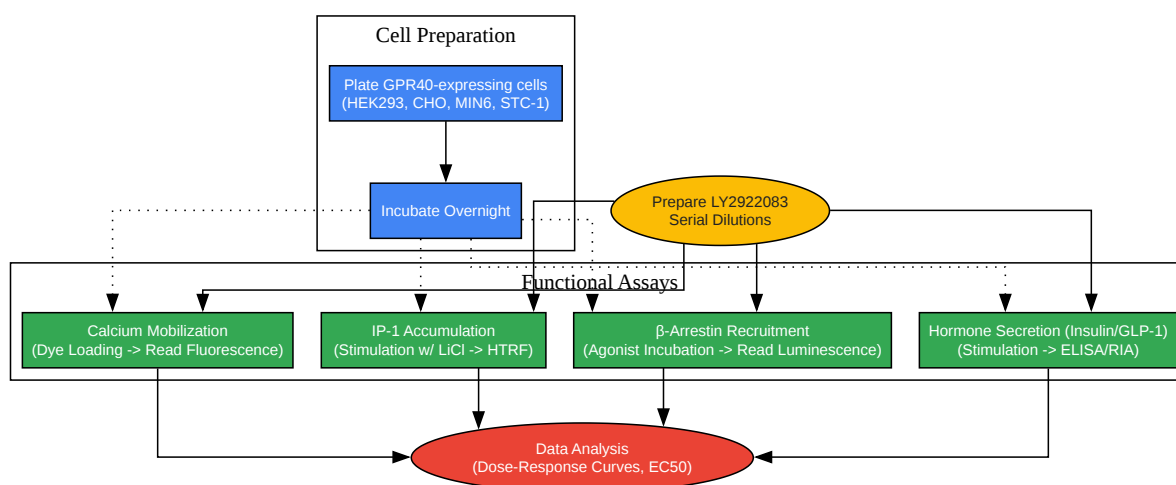 Cell Preparation
Plate GPR40-expressing cells
(HEK293, CHO, MIN6, STC-1)
Incubate Overnight
Prepare LY2922083
Serial Dilutions
Functional Assays
Calcium Mobilization
(Dye Loading -> Read Fluorescence)
IP-1 Accumulation
(Stimulation w/ LiCl -> HTRF)
β-Arrestin Recruitment
(Agonist Incubation -> Read Luminescence)
Hormone Secretion (Insulin/GLP-1)
(Stimulation -> ELISA/RIA)
Data Analysis
(Dose-Response Curves, EC50)